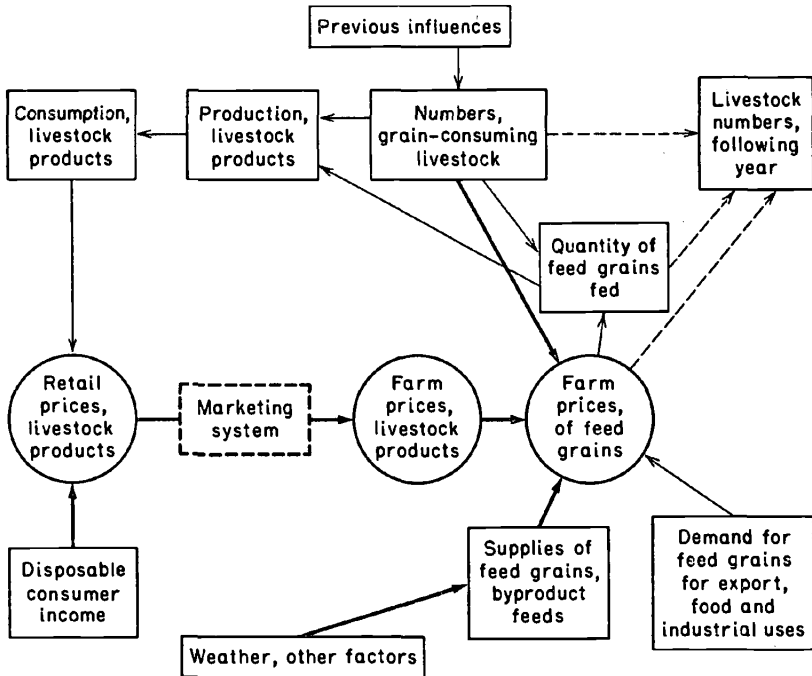 Previous influences
Consumption,
livestock
products
Production,
livestock
products
Numbers,
grain-consuming
livestock
Livestock
numbers,
following
year
Quantity of
feed grains
fed
Retail
prices,
livestock
products
Marketing
system
Farm
prices,
livestock
products
Farm
prices,
of feed
grains
Disposable
consumer
income
Weather, other factors
Supplies of
feed grains,
byproduct
feeds
Demand for
feed grains
for export,
food and
industrial uses